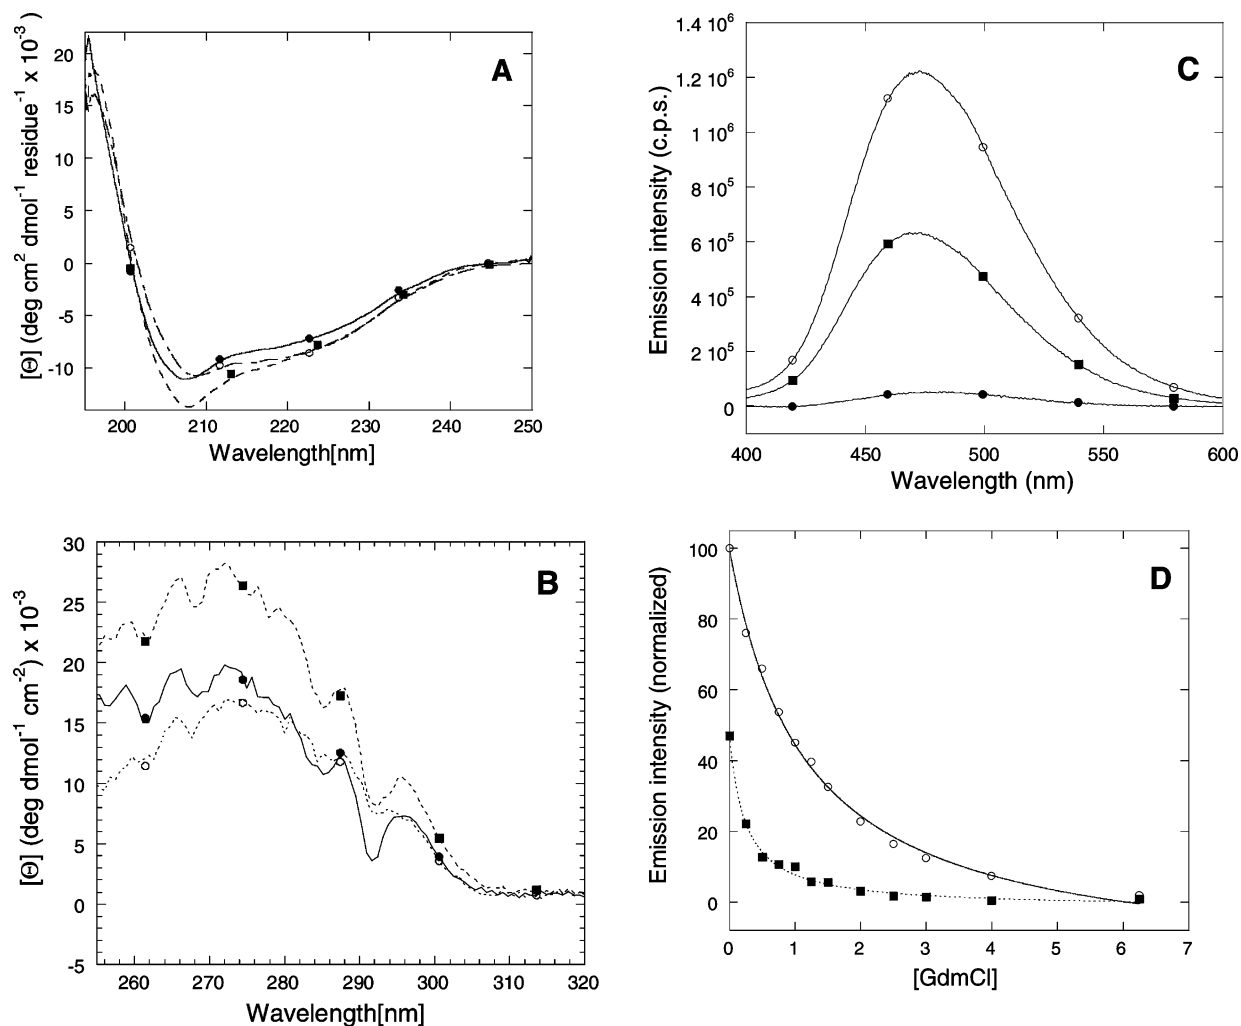 A
[Θ] (deg cm² dmol⁻¹ residue⁻¹ x 10⁻³)
20
15
10
5
0
-5
-10
200 210 220 230 240 250
Wavelength[nm]
C
Emission intensity (c.p.s.)
1.4 10⁶
1.2 10⁶
1 10⁶
8 10⁵
6 10⁵
4 10⁵
2 10⁵
0
400 450 500 550 600
Wavelength (nm)
B
[Θ] (deg dmol⁻¹ cm⁻²) x 10⁻³
30
25
20
15
10
5
0
-5
260 270 280 290 300 310 320
Wavelength[nm]
D
Emission intensity (normalized)
100
80
60
40
20
0
0 1 2 3 4 5 6 7
[GdmCl]